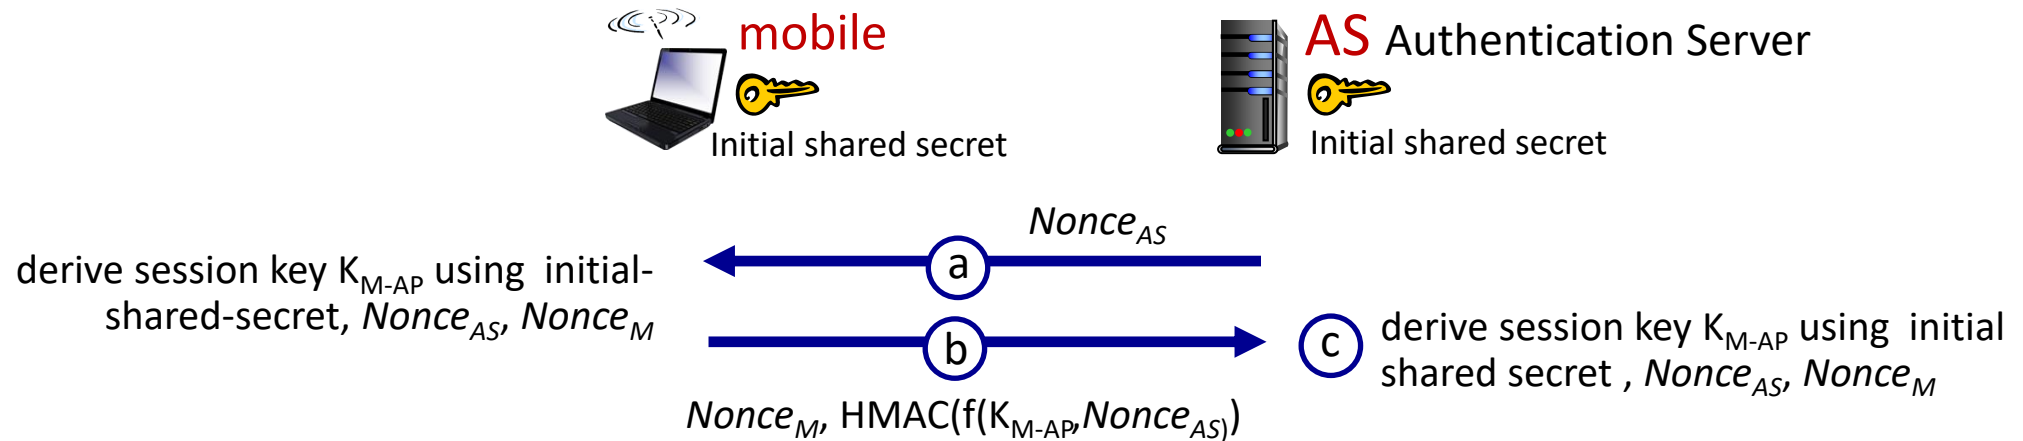 mobile
AS Authentication Server
Initial shared secret
Initial shared secret
Nonce_AS
a
derive session key K_M-AP using initial-
shared-secret, Nonce_AS, Nonce_M
b
c
derive session key K_M-AP using initial
shared secret , Nonce_AS, Nonce_M
Nonce_M, HMAC(f(K_M-AP,Nonce_AS))